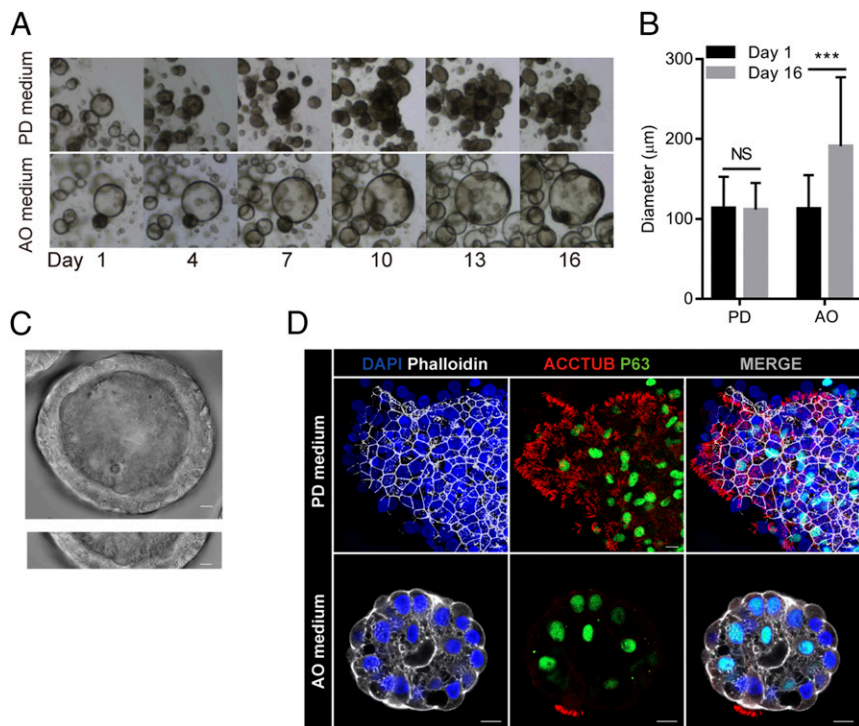 A
PD medium
AO medium
Day 1 4 7 10 13 16
B
Day 1
Day 16
***
NS
Diameter (μm)
300
200
100
0
PD AO
C
D
DAPI Phalloidin ACCTUB P63 MERGE
PD medium
AO medium